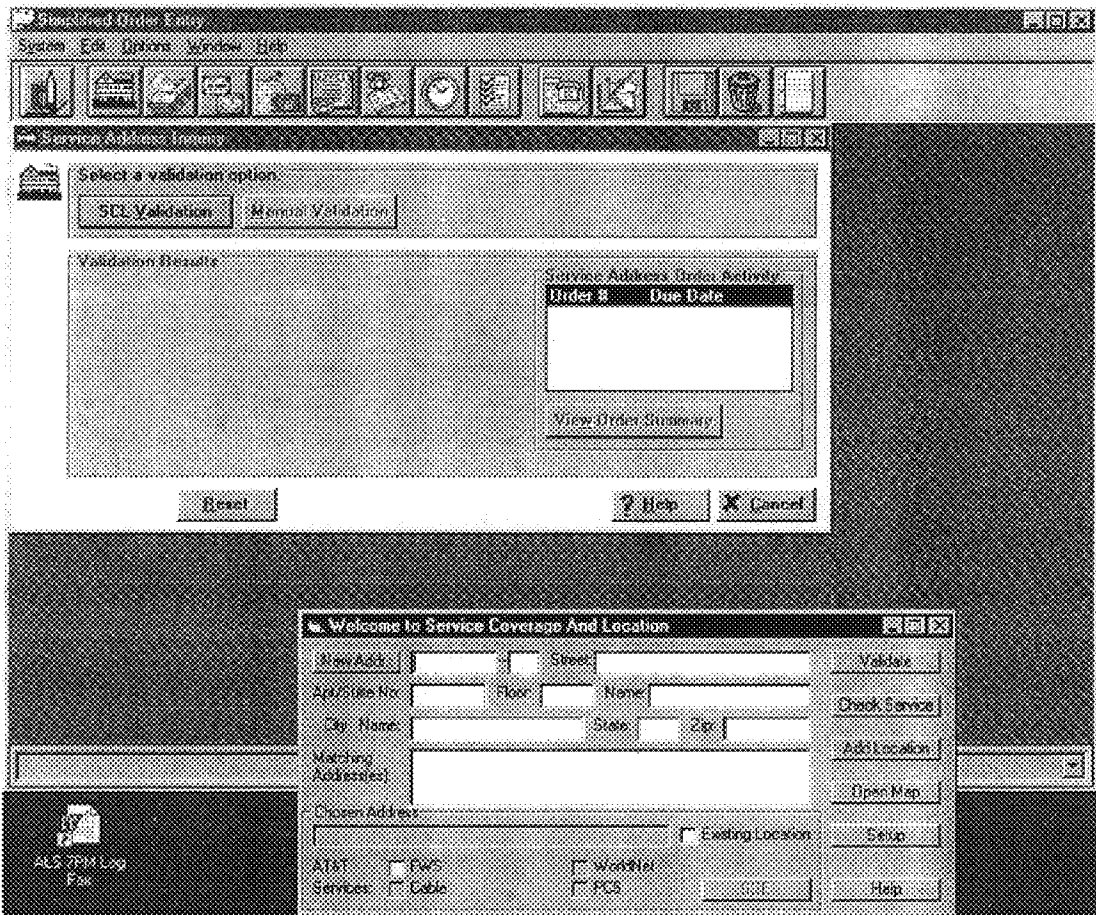 Simplified Order Entry
System Edit Options Window Help
Service Address Inquiry
Select a validation option
SCL Validation Manual Validation
Validation Results
Service Address Order Activity
Order # Due Date
View Order Summary
Reset ? Help X Cancel
Welcome to Service Coverage And Location
New Addr. - Street: Validate
Apt/Suite No: Floor: Name: Check Service
City Name: State: Zip: Add Location
Matching
Address(es):
Open Map
Chosen Address
Existing Location Setup
AT&T FWS WorldNet
Services: Cable PCS Help
ALS 7PM Log